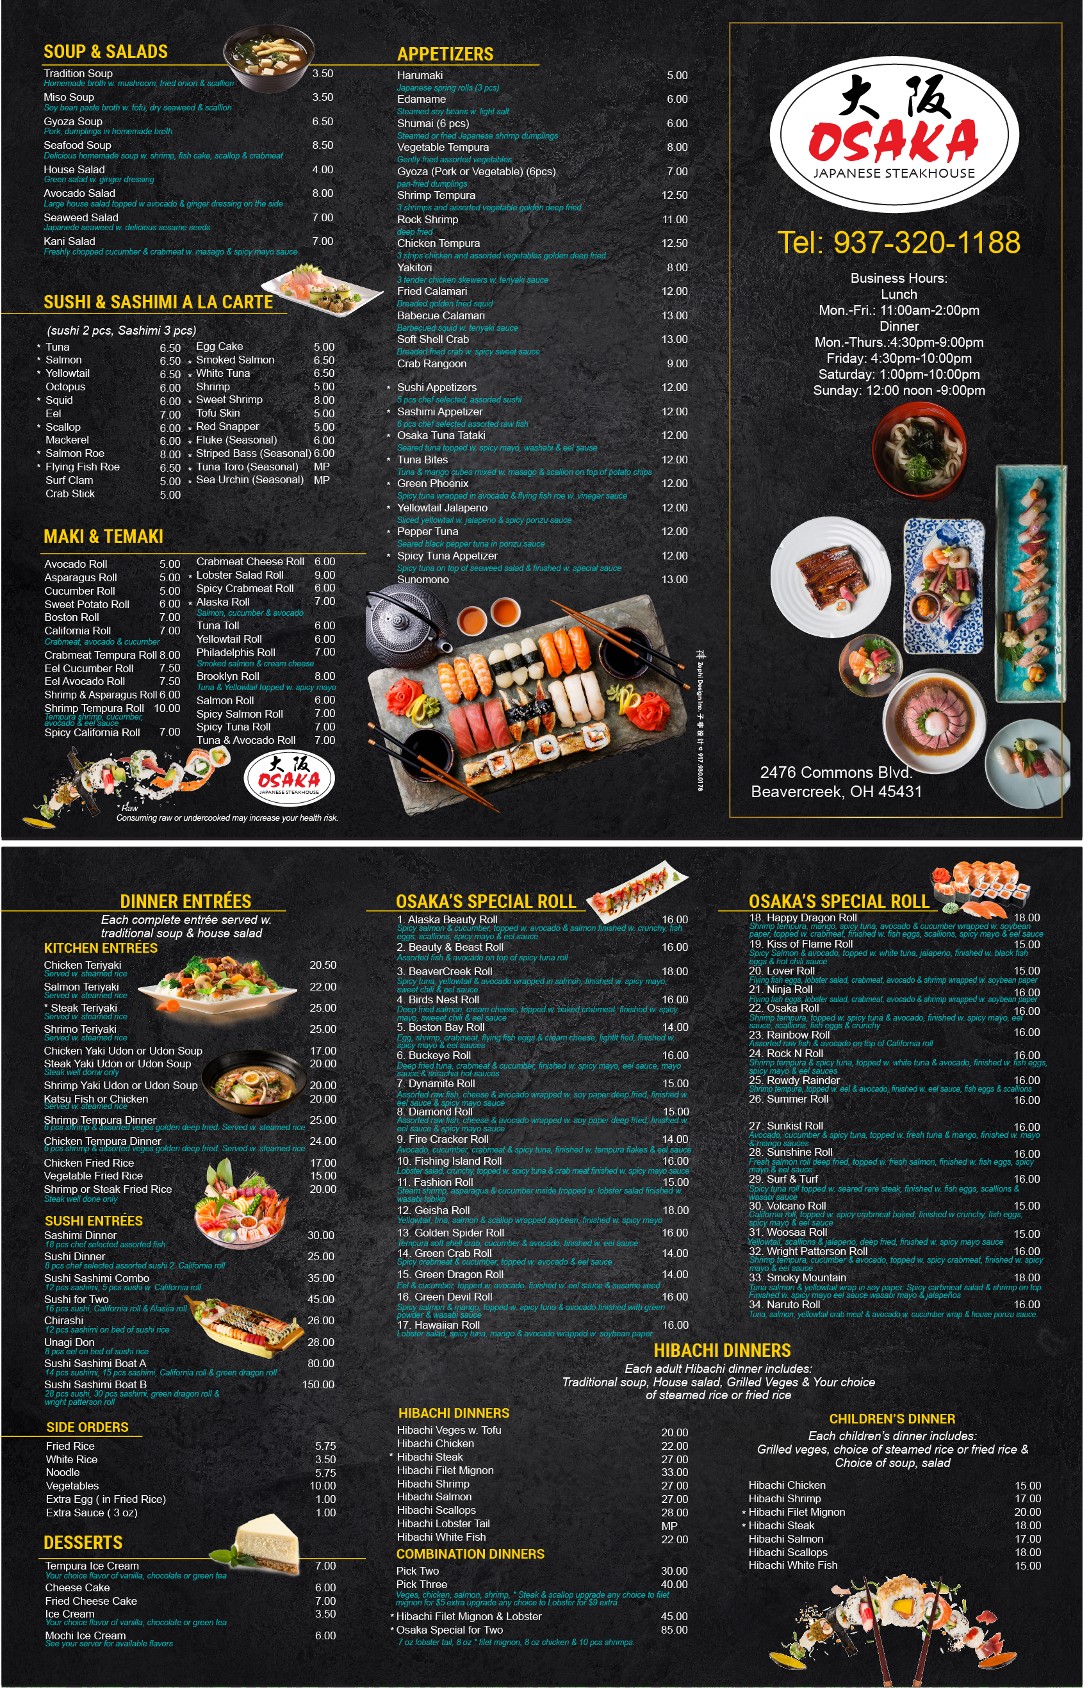 SOUP & SALADS
Tradition Soup 3.50
Homemade broth w. mushroom, fried onion & scallion
Miso Soup 3.50
Soy bean paste broth w. tofu, dry seaweed & scallion
Gyoza Soup 6.50
Pork, dumplings in homemade broth
Seafood Soup 8.50
Delicious homemade soup w. shrimp, fish cake, scallop & crabmeat
House Salad 4.00
Green salad w. ginger dressing
Avocado Salad 8.00
Large house salad topped w avocado & ginger dressing on the side
Seaweed Salad 7.00
Japanede seaweed w. delicious sesame seeds
Kani Salad 7.00
Freshly chopped cucumber & crabmeat w. masago & spicy mayo sauce
SUSHI & SASHIMI A LA CARTE
(sushi 2 pcs, Sashimi 3 pcs)
* Tuna 6.50
* Salmon 6.50
* Yellowtail 6.50
Octopus 6.00
* Squid 6.00
Eel 7.00
* Scallop 6.00
Mackerel 6.00
* Salmon Roe 8.00
* Flying Fish Roe 6.50
Surf Clam 5.00
Crab Stick 5.00
Egg Cake 5.00
* Smoked Salmon 6.50
* White Tuna 6.50
Shrimp 5.00
* Sweet Shrimp 8.00
Tofu Skin 5.00
* Red Snapper 5.00
* Fluke (Seasonal) 6.00
* Striped Bass (Seasonal) 6.00
* Tuna Toro (Seasonal) MP
* Sea Urchin (Seasonal) MP
MAKI & TEMAKI
Avocado Roll 5.00
Asparagus Roll 5.00
Cucumber Roll 5.00
Sweet Potato Roll 6.00
Boston Roll 7.00
California Roll 7.00
Crabmeat, avocado & cucumber
Crabmeat Tempura Roll 8.00
Eel Cucumber Roll 7.50
Eel Avocado Roll 7.50
Shrimp & Asparagus Roll 6.00
Shrimp Tempura Roll 10.00
Tempura shrimp, cucumber,
avocado & eel sauce
Spicy California Roll 7.00
Crabmeat Cheese Roll 6.00
* Lobster Salad Roll 9.00
Spicy Crabmeat Roll 6.00
* Alaska Roll 7.00
Salmon, cucumber & avocado
Tuna Toll 6.00
Yellowtail Roll 6.00
Philadelphis Roll 7.00
Smoked salmon & cream cheese
Brooklyn Roll 8.00
Tuna & Yellowtail topped w. spicy mayo
Salmon Roll 6.00
Spicy Salmon Roll 7.00
Spicy Tuna Roll 7.00
Tuna & Avocado Roll 7.00
大阪
OSAKA
JAPANESE STEAKHOUSE
* Raw
Consuming raw or undercooked may increase your health risk.
APPETIZERS
Harumaki 5.00
Japanese spring rolls (3 pcs)
Edamame 6.00
Steamed soy beans w. light salt
Shumai (6 pcs) 6.00
Steamed or fried Japanese shrimp dumplings
Vegetable Tempura 8.00
Gently fried assorted vegetables
Gyoza (Pork or Vegetable) (6pcs) 7.00
pan-fried dumplings
Shrimp Tempura 12.50
3 shrimps and assorted vegetable golden deep fried
Rock Shrimp 11.00
deep fried
Chicken Tempura 12.50
3 strips chicken and assorted vegetables golden deep fried
Yakitori 8.00
3 tender chicken skewers w. teriyaki sauce
Fried Calamari 12.00
Breaded golden fried squid
Babecue Calamari 13.00
Barbecued squid w. teriyaki sauce
Soft Shell Crab 13.00
Breaded fried crab w. spicy sweet sauce
Crab Rangoon 9.00
* Sushi Appetizers 12.00
5 pcs chef selected, assorted sushi
* Sashimi Appetizer 12.00
6 pcs chef selected assorted raw fish
* Osaka Tuna Tataki 12.00
Seared tuna topped w. spicy mayo, washabi & eel sause
* Tuna Bites 12.00
Tuna & mango cubes mixed w. masago & scalion on top of potato chips
* Green Phoenix 12.00
Spicy tuna wrapped in avocado & flying fish roe w. vinegar sauce
* Yellowtail Jalapeno 12.00
Sliced yellowtail w. jalapeno & spicy ponzu sauce
* Pepper Tuna 12.00
Seared black pepper tuna in ponzu sauce
* Spicy Tuna Appetizer 12.00
Spicy tuna on top of seaweed salad & finished w. special sauce
Sunomono 13.00
大阪
OSAKA
JAPANESE STEAKHOUSE
Tel: 937-320-1188
Business Hours:
Lunch
Mon.-Fri.: 11:00am-2:00pm
Dinner
Mon.-Thurs.:4:30pm-9:00pm
Friday: 4:30pm-10:00pm
Saturday: 1:00pm-10:00pm
Sunday: 12:00 noon -9:00pm
2476 Commons Blvd.
Beavercreek, OH 45431
DINNER ENTRÉES
Each complete entrée served w.
traditional soup & house salad
KITCHEN ENTRÉES
Chicken Teriyaki 20.50
Served w. steamed rice
Salmon Teriyaki 22.00
Served w. steamed rice
* Steak Teriyaki 25.00
Served w. steamed rice
Shrimo Teriyaki 25.00
Served w. steamed rice
Chicken Yaki Udon or Udon Soup 17.00
Steak Yaki Udon or Udon Soup 20.00
Steak well done only
Shrimp Yaki Udon or Udon Soup 20.00
Katsu Fish or Chicken 20.00
Served w. steamed rice
Shrimp Tempura Dinner 25.00
6 pcs shrimp & assorted veges golden deep fried. Served w. steamed rice
Chicken Tempura Dinner 24.00
6 pcs shrimp & assorted veges golden deep fried. Served w. steamed rice
Chicken Fried Rice 17.00
Vegetable Fried Rice 15.00
Shrimp or Steak Fried Rice 20.00
Steak well done only
SUSHI ENTRÉES
Sashimi Dinner 30.00
18 pcs chef selected assorted fish
Sushi Dinner 25.00
8 pcs chef selected assorted sushi 2. California roll
Sushi Sashimi Combo 35.00
12 pcs sashimi, 5 pcs sushi w. California roll
Sushi for Two 45.00
16 pcs sushi, California roll & Alaska roll
Chirashi 26.00
12 pcs sashimi on bed of sushi rice
Unagi Don 28.00
8 pcs eel on bed of sushi rice
Sushi Sashimi Boat A 80.00
14 pcs sushi, 15 pcs sashimi, California roll & green dragon roll
Sushi Sashimi Boat B 150.00
28 pcs sushi, 30 pcs sashimi, green dragon roll &
wright patterson roll
SIDE ORDERS
Fried Rice 5.75
White Rice 3.50
Noodle 5.75
Vegetables 10.00
Extra Egg ( in Fried Rice) 1.00
Extra Sauce ( 3 oz) 1.00
DESSERTS
Tempura Ice Cream 7.00
Your choice flavor of vanilla, chocolate or green tea
Cheese Cake 6.00
Fried Cheese Cake 7.00
Ice Cream 3.50
Your choice flavor of vanilla, chocolate or green tea
Mochi Ice Cream 6.00
See your server for available flavors
OSAKA'S SPECIAL ROLL
1. Alaska Beauty Roll 16.00
Spicy salmon & cucumber, topped w. avocado & salmon finished w. crunchy, fish
eggs, scallions, spicy mayo & eel sauce
2. Beauty & Beast Roll 16.00
Assorted fish & avocado on top of spicy tuna roll
3. BeaverCreek Roll 18.00
Spicy tuna, yellowtail & avocado wrapped in salmon, finished w. spicy mayo,
sweet chili & eel sauce
4. Birds Nest Roll 16.00
Deep fried salmon, cream cheese, topped w. baked crabmeat, finished w. spicy
mayo, sweeet chili & eel sauce
5. Boston Bay Roll 14.00
Egg, shrimp, crabmeat, flying fish eggs & cream cheese, lightlt fied, finished w.
spicy mayo & eel sauces
6. Buckeye Roll 16.00
Deep fried tuna, crabmeat & cucumber, finished w. spicy mayo, eel sauce, mayo
sauce & siriachia hot sauces
7. Dynamite Roll 15.00
Assorted raw fish, cheese & avocado wrapped w. soy paper deep fried, finished w.
eel sauce & spicy mayo sauce
8. Diamond Roll 15.00
Assorted raw fish, cheese & avocado wrapped w. soy paper deep fried, finished w.
eel sauce & spicy mayo sauce
9. Fire Cracker Roll 14.00
Avocado, cucumber, crabmeat & spicy tuna, finished w. tempura flakes & eel sauce
10. Fishing Island Roll 16.00
Lobster salad, crunchy, topped w. spicy tuna & crab meat finished w. spicy mayo sauce
11. Fashion Roll 15.00
Steam shrimp, asparagus & cucumber inside tropped w. lobster salad finished w.
wasabi tobiko
12. Geisha Roll 18.00
Yellowtail, tina, salmon & scallop wrapped soybean, finished w. spicy mayo
13. Golden Spider Roll 16.00
Tempura soft shell crab, cucumber & avocado, finished w. eel sauce
14. Green Crab Roll 14.00
Spicy crabmeat & cucumber, topped w. avocado & eel sauce
15. Green Dragon Roll 14.00
Eel & cucumber, topped w. avocado, finished w. eel sauce & sesame seed
16. Green Devil Roll 16.00
Spicy salmon & mango, topped w. spicy tuna & avocado finished with green
powder & wasabi sauce
17. Hawaiian Roll 16.00
Lobster salad, spicy tuna, mango & avocado wrapped w. soybean paper
OSAKA'S SPECIAL ROLL
18. Happy Dragon Roll 18.00
Shrimp tempura, mango, spicy tuna, avocado & cucumber wrapped w. soybean
paper, topped w. crabmeat, finished w. fish eggs, scallions, spicy mayo & eel sauce
19. Kiss of Flame Roll 15.00
Spicy Salmon & avocado, topped w. white tuna, jalapeno, finished w. black fish
eggs & hot chili sauce
20. Lover Roll 15.00
Flying fish eggs, lobster salad, crabmeat, avocado & shrimp wrapped w. soybean paper
21. Ninja Roll 16.00
Flying fish eggs, lobster salad, crabmeat, avocado & shrimp wrapped w. soybean paper
22. Osaka Roll 16.00
Shrimp tempura, topped w. spicy tuna & avocado, finished w. spicy mayo, eel
sauce, scallions, fish eggs & crunchy
23. Rainbow Roll 16.00
Assorted raw fish & avocado on top of California roll
24. Rock N Roll 16.00
Shrimp tempura & spicy tuna, topped w. white tuna & avocado, finished w. fish eggs,
spicy mayo & eel sauces
25. Rowdy Rainder 16.00
Shrimp tempura, topped w. eel & avocado, finished w. eel sauce, fish eggs & scallions
26. Summer Roll 16.00
27. Sunkist Roll 16.00
Avocado, cucumber & spicy tuna, topped w. fresh tuna & mango, finished w. mayo
& mango sauces
28. Sunshine Roll 16.00
Fresh salmon roll deep fried, topped w. fresh salmon, finished w. fish eggs, spicy
mayo & eel sauce
29. Surf & Turf 16.00
Spicy tuna roll topped w. seared rare steak, finished w. fish eggs, scallions &
wasabi sauce
30. Volcano Roll 15.00
California roll, topped w. spicy crabmeat baked, finished w crunchy, fish eggs,
spicy mayo & eel sauce
31. Woosaa Roll 15.00
Yellowtail, scallions & jalapeno, deep fried, finished w. spicy mayo sauce
32. Wright Patterson Roll 16.00
Shrimp tempura, cucumber & avocado, topped w. spicy crabmeat, finished w. spicy
mayo & eel sauce
33. Smoky Mountain 18.00
Tuna salmon & yellowtail wrap in soy paper. Spicy carbmeat salad & shrimp on top
Finished w. spicy mayo eel sauce wasabi mayo & jalapeños
34. Naruto Roll 16.00
Tuna, salmon, yellowtail crab meat & avocado w. cucumber wrap & house ponzu sauce
HIBACHI DINNERS
Each adult Hibachi dinner includes:
Traditional soup, House salad, Grilled Veges & Your choice
of steamed rice or fried rice
HIBACHI DINNERS
Hibachi Veges w. Tofu 20.00
Hibachi Chicken 22.00
* Hibachi Steak 27.00
Hibachi Filet Mignon 33.00
Hibachi Shrimp 27.00
Hibachi Salmon 27.00
Hibachi Scallops 28.00
Hibachi Lobster Tail MP
Hibachi White Fish 22.00
COMBINATION DINNERS
Pick Two 30.00
Pick Three 40.00
Veges, chicken, salmon, shrimp, * Steak & scallop upgrade any choice to filet
mignon for $5 extra upgrade any choice to Lobster for $9 extra
* Hibachi Filet Mignon & Lobster 45.00
* Osaka Special for Two 85.00
7 oz lobster tail, 8 oz * filet mignon, 8 oz chicken & 10 pcs shrimps
CHILDREN'S DINNER
Each children's dinner includes:
Grilled veges, choice of steamed rice or fried rice &
Choice of soup, salad
Hibachi Chicken 15.00
Hibachi Shrimp 17.00
* Hibachi Filet Mignon 20.00
* Hibachi Steak 18.00
Hibachi Salmon 17.00
Hibachi Scallops 18.00
Hibachi White Fish 15.00